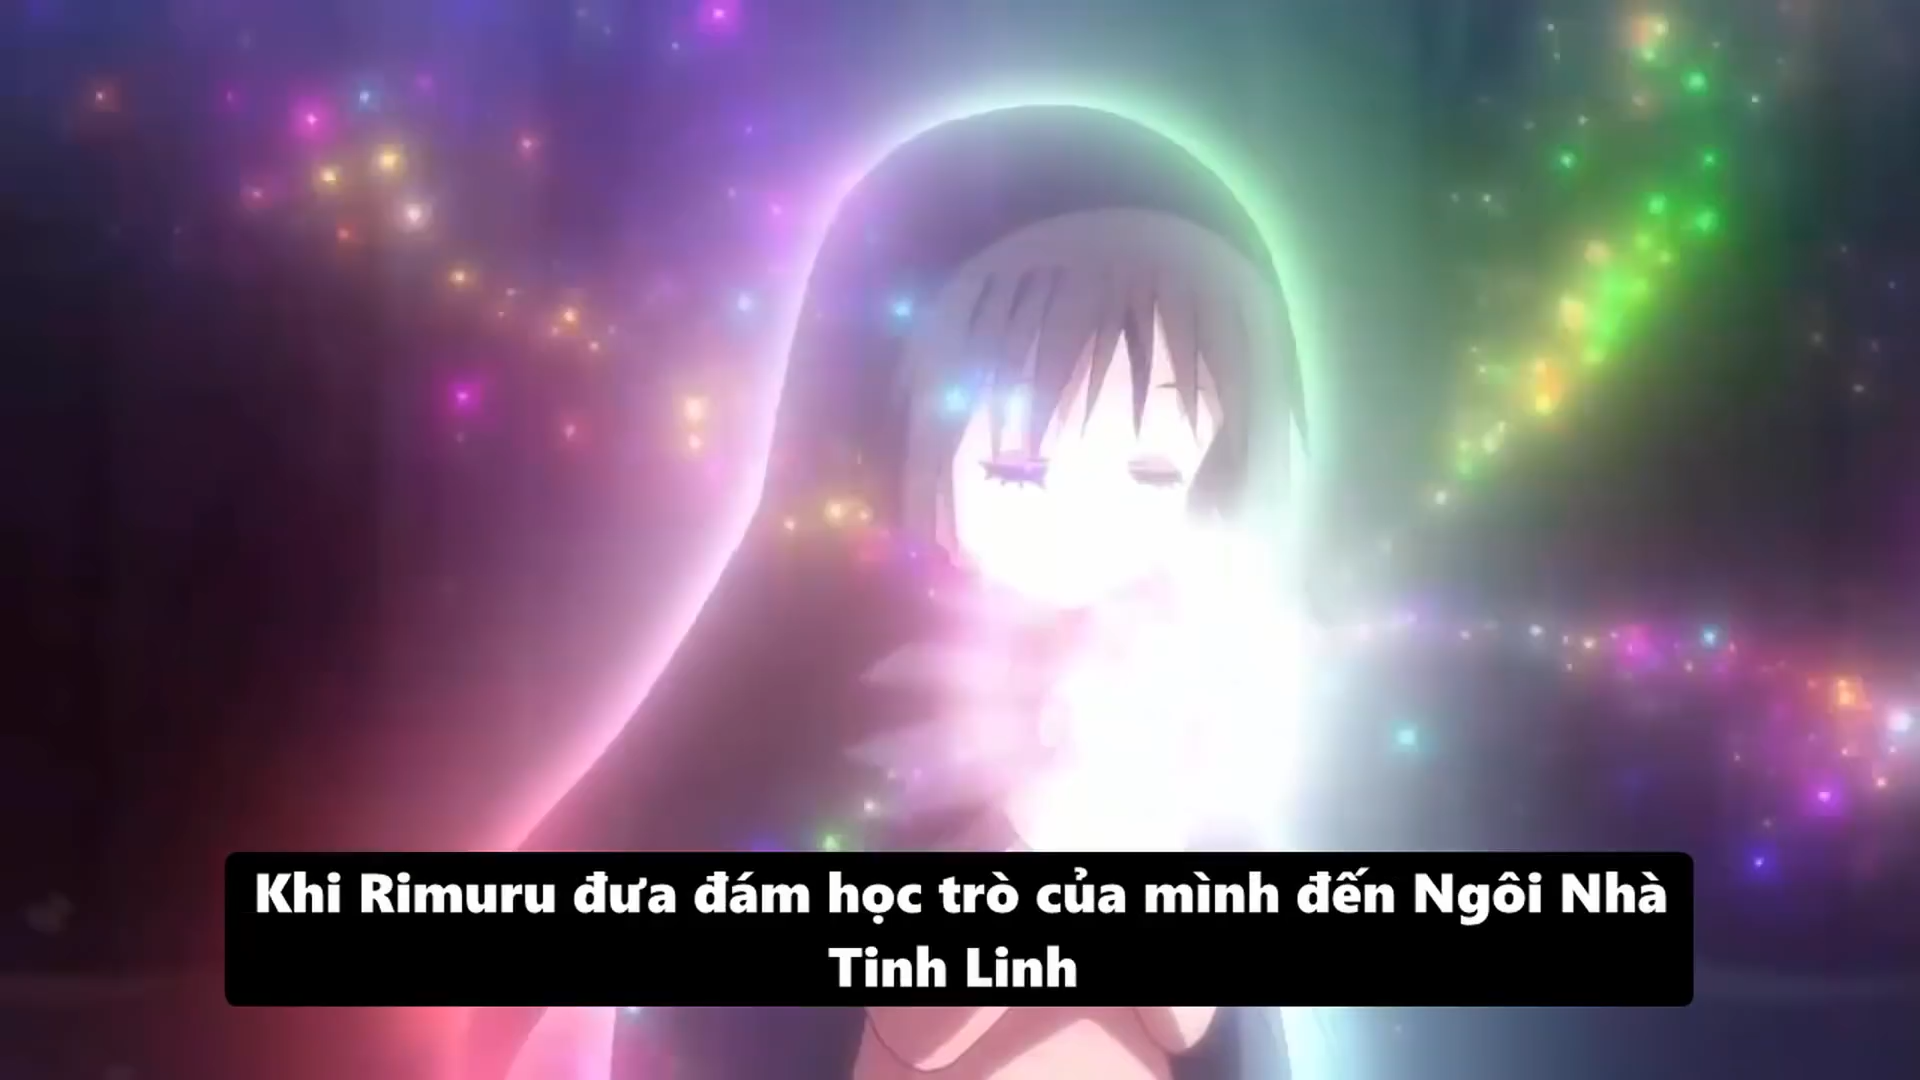 Khi Rimuru đưa đám học trò của mình đến Ngôi Nhà
Tinh Linh